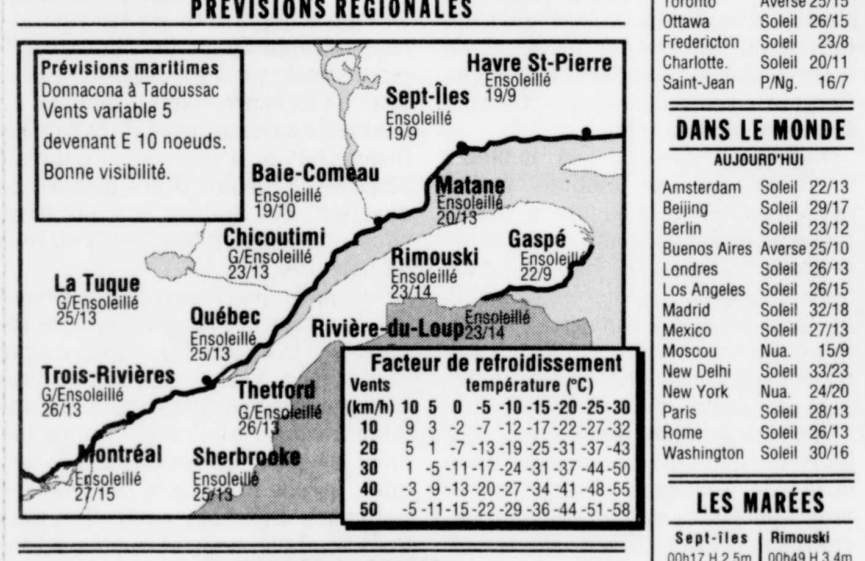 PRÉVISIONS RÉGIONALES
Prévisions maritimes
Donnacona à Tadoussac
Vents variable 5
devenant E 10 noeuds.
Bonne visibilité.
Havre St-Pierre
Ensoleillé
19/9
Sept-Îles
Ensoleillé
19/9
Baie-Comeau
Ensoleillé
19/10
Matane
Ensoleillé
20/13
Chicoutimi
G/Ensoleillé
23/13
Rimouski
Ensoleillé
23/14
Gaspé
Ensoleillé
22/9
La Tuque
G/Ensoleillé
25/13
Québec
Ensoleillé
25/13
Rivière-du-Loup
Ensoleillé
23/14
Trois-Rivières
G/Ensoleillé
26/13
Thetford
G/Ensoleillé
26/13
Montréal
Ensoleillé
27/15
Sherbrooke
Ensoleillé
25/13
Facteur de refroidissement
Vents température (°C)
(km/h) 10 5 0 -5 -10 -15 -20 -25 -30
10 9 3 -2 -7 -12 -17 -22 -27 -32
20 5 1 -7 -13 -19 -25 -31 -37 -43
30 1 -5 -11 -17 -24 -31 -37 -44 -50
40 -3 -9 -13 -20 -27 -34 -41 -48 -55
50 -5 -11 -15 -22 -29 -36 -44 -51 -58
Toronto Averse 25/15
Ottawa Soleil 26/15
Fredericton Soleil 23/8
Charlotte. Soleil 20/11
Saint-Jean P/Ng. 16/7
DANS LE MONDE
AUJOURD'HUI
Amsterdam Soleil 22/13
Beijing Soleil 29/17
Berlin Soleil 23/12
Buenos Aires Averse 25/10
Londres Soleil 26/13
Los Angeles Soleil 26/15
Madrid Soleil 32/18
Mexico Soleil 27/13
Moscou Nua. 15/9
New Delhi Soleil 33/23
New York Nua. 24/20
Paris Soleil 28/13
Rome Soleil 26/13
Washington Soleil 30/16
LES MARÉES
Sept-îles Rimouski
00h17 H 2.5m 00h49 H 3.4m